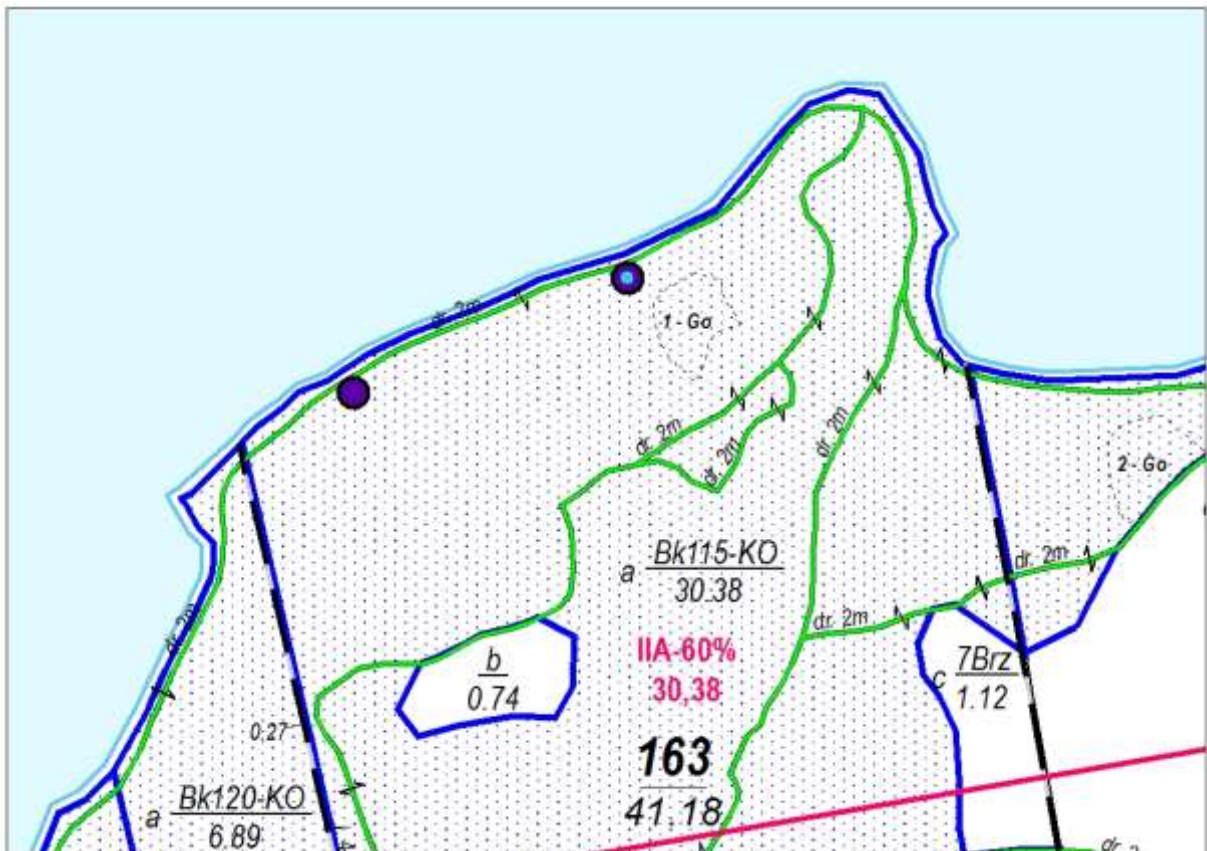 dr. 2m
1 - Go
dr. 2m
dr. 2m
dr. 2m
2 - Go
a Bk115-KO
30.38
dr. 2m
dr. 2m
dr. 2m
IIA-60%
30,38
b
0.74
c 7Brz
1.12
0.27
163
41.18
a Bk120-KO
6.89